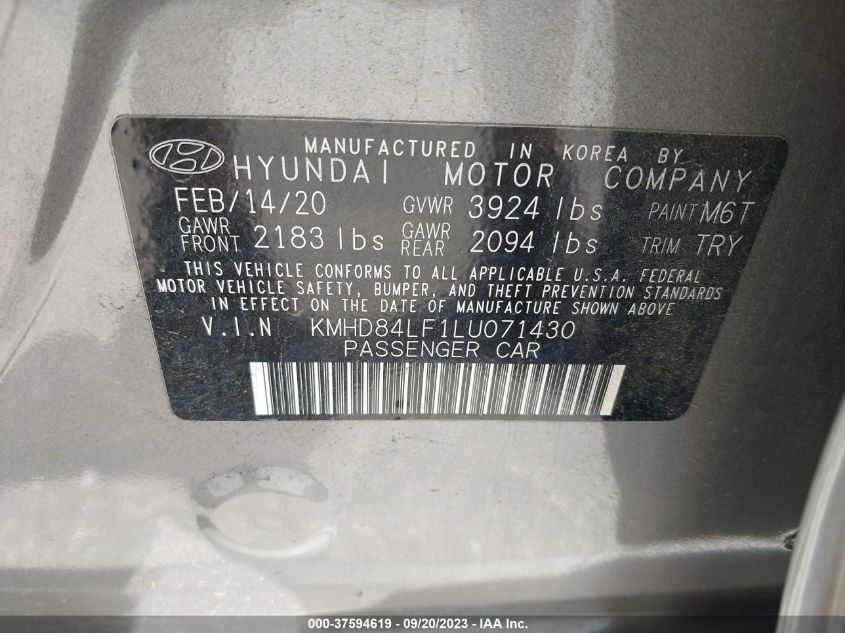 MANUFACTURED IN KOREA BY
HYUNDAI MOTOR COMPANY
FEB/14/20 GVWR 3924 lbs PAINT M6T
GAWR FRONT 2183 lbs GAWR REAR 2094 lbs TRIM TRY
THIS VEHICLE CONFORMS TO ALL APPLICABLE U.S.A. FEDERAL
MOTOR VEHICLE SAFETY, BUMPER, AND THEFT PREVENTION STANDARDS
IN EFFECT ON THE DATE OF MANUFACTURE SHOWN ABOVE
V.I.N KMHD84LF1LU071430
PASSENGER CAR
000-37594619 - 09/20/2023 - IAA Inc.